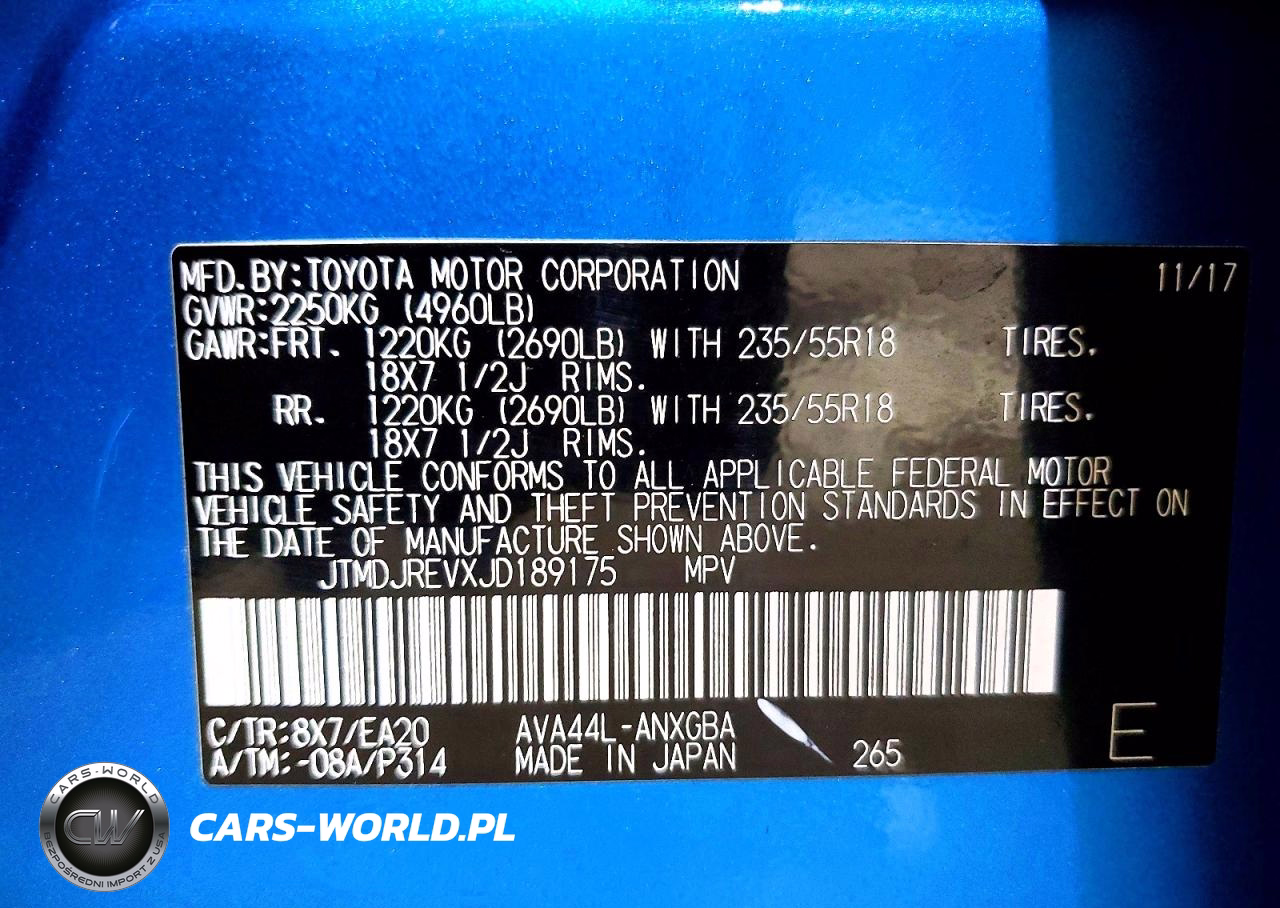 MFD. BY: TOYOTA MOTOR CORPORATION 11/17
GVWR: 2250KG (4960LB)
GAWR: FRT. 1220KG (2690LB) WITH 235/55R18 TIRES.
18X7 1/2J RIMS.
RR. 1220KG (2690LB) WITH 235/55R18 TIRES.
18X7 1/2J RIMS.
THIS VEHICLE CONFORMS TO ALL APPLICABLE FEDERAL MOTOR
VEHICLE SAFETY AND THEFT PREVENTION STANDARDS IN EFFECT ON
THE DATE OF MANUFACTURE SHOWN ABOVE.
JTMDJREVXJD189175 MPV
C/TR: 8X7/EA20 AVA44L-ANXGBA
A/TM: -08A/P314 MADE IN JAPAN 265 E
CARS-WORLD
CW
BEZPOŚREDNI IMPORT Z USA
CARS-WORLD.PL